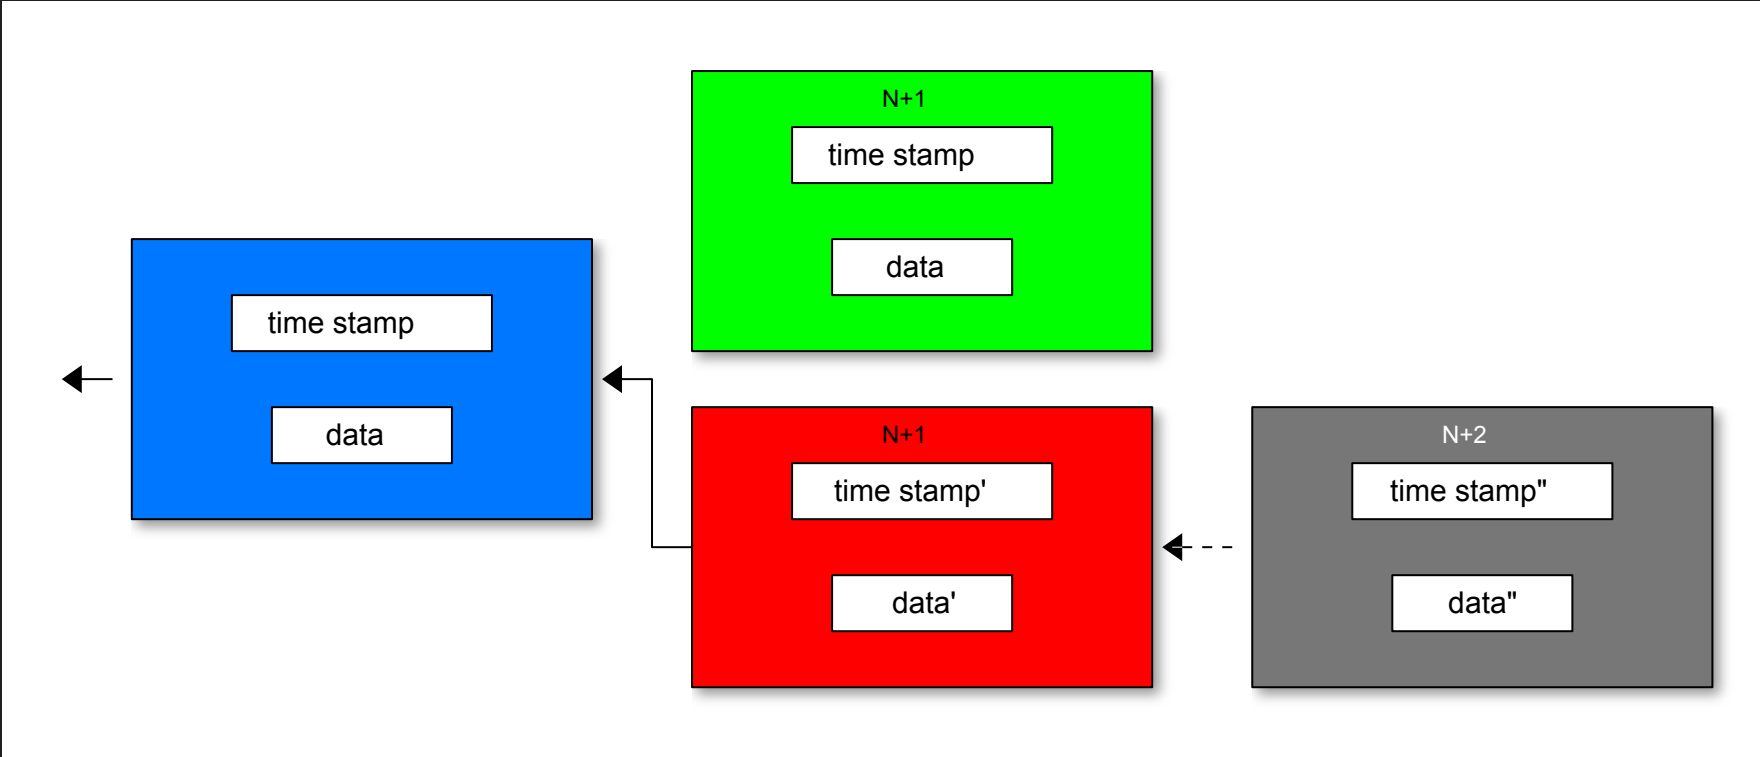 N+1
time stamp
data
time stamp
data
N+1
time stamp'
data'
N+2
time stamp"
data"